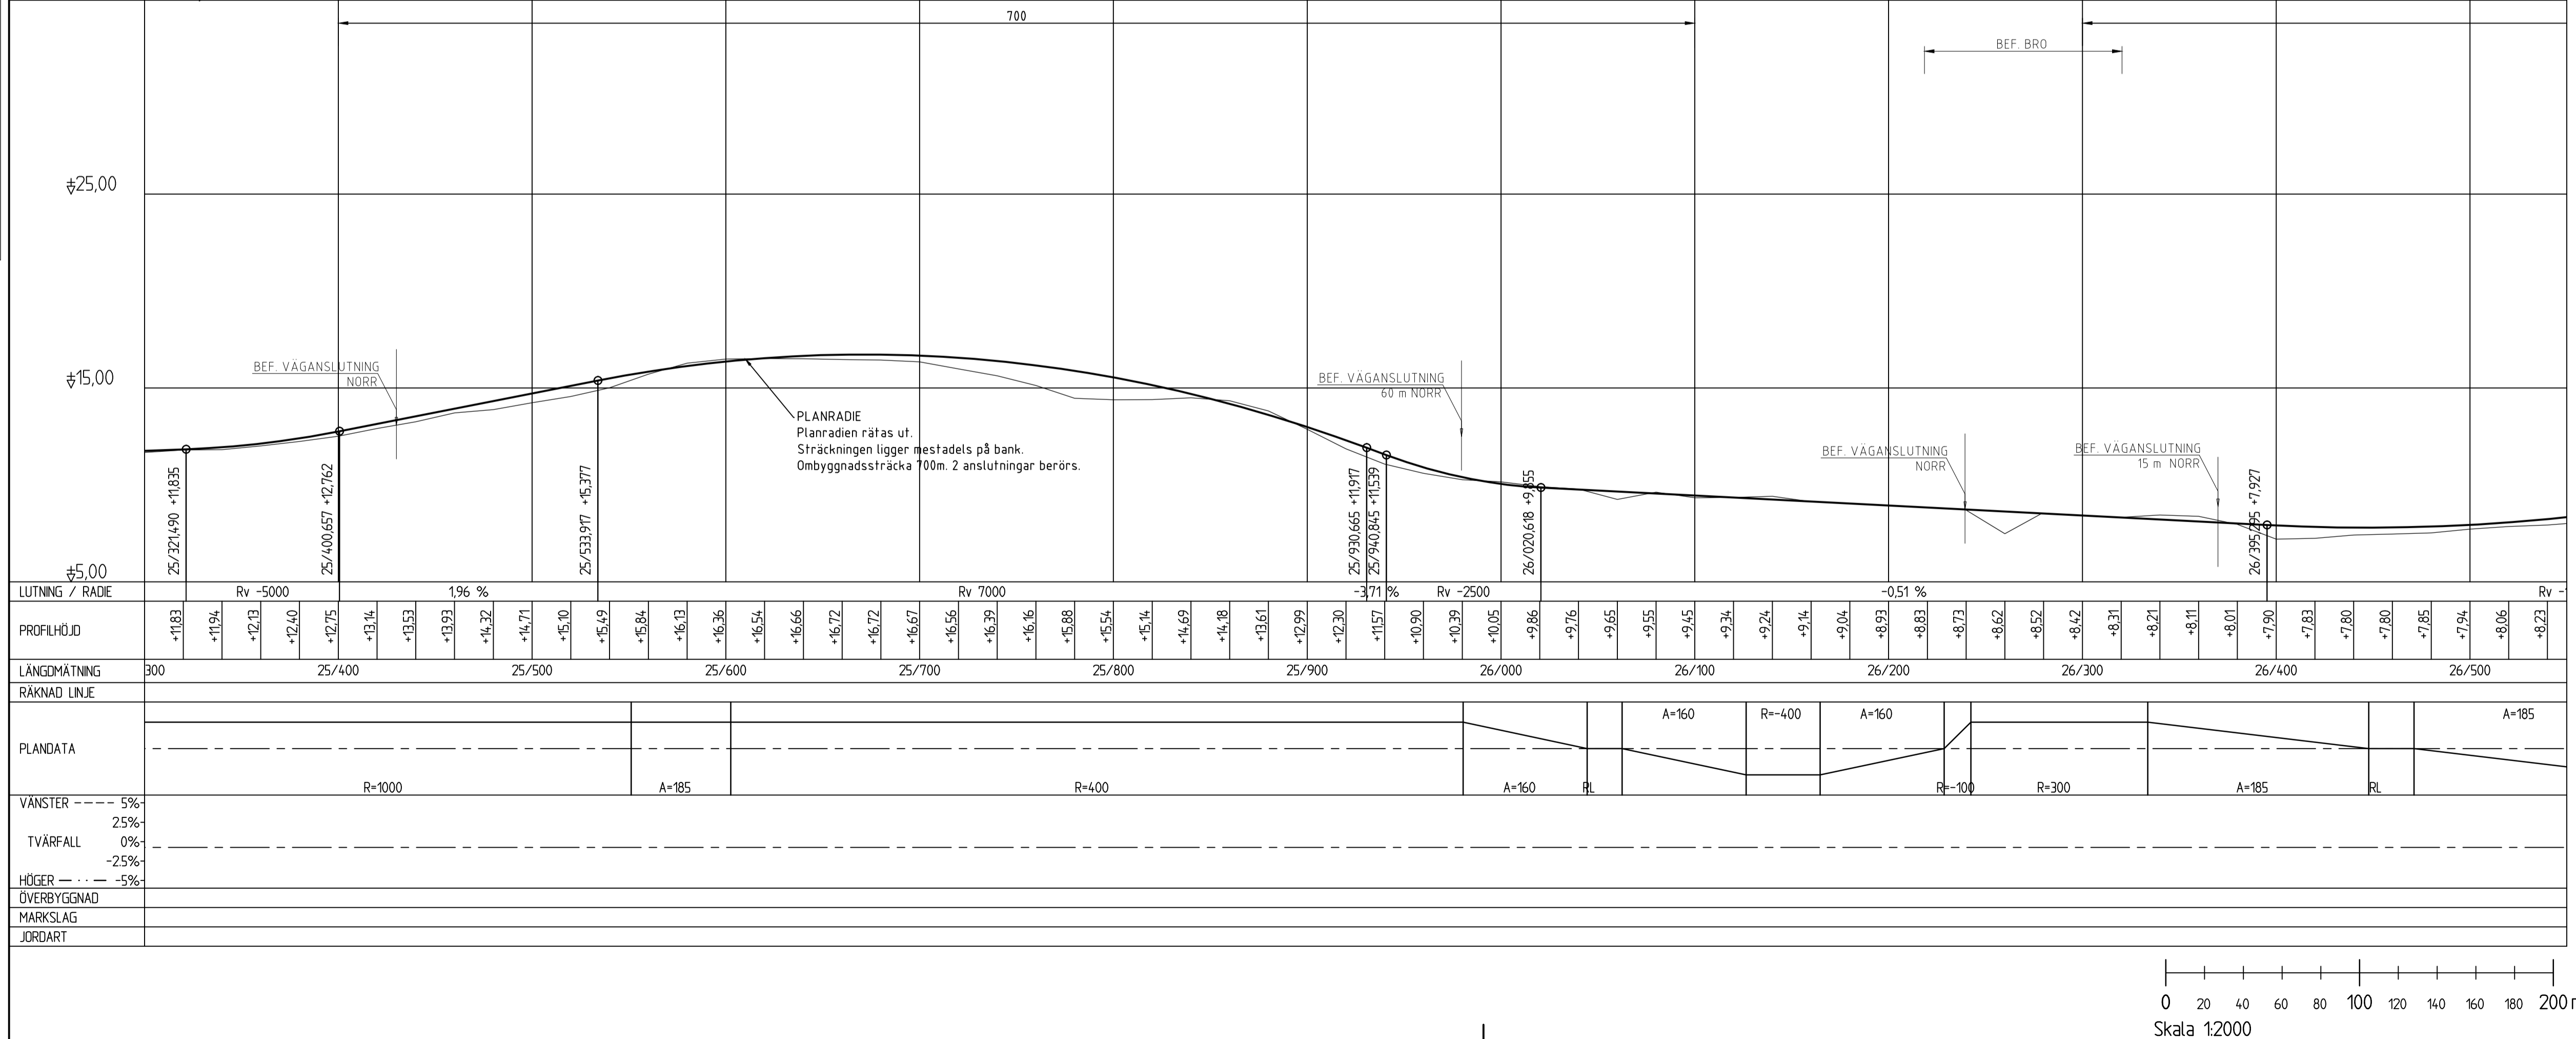 700
BEF. BRO
+25,00
+15,00
+5,00
BEF. VÄGANSLUTNING
NORR
PLANRADIE
Planradien rätas ut.
Sträckningen ligger mestadels på bank.
Ombyggnadssträcka 700m. 2 anslutningar berörs.
BEF. VÄGANSLUTNING
60 m NORR
BEF. VÄGANSLUTNING
NORR
BEF. VÄGANSLUTNING
15 m NORR
25/321,490 +11,835
25/400,657 +12,762
25/533,917 +15,377
25/930,665 +11,917
25/940,845 +11,539
26/020,618 +9,855
26/395,295 +7,927
LUTNING / RADIE Rv -5000 1,96 % Rv 7000 -3,71 % Rv -2500 -0,51 % Rv
PROFILHÖJD +11,83 +11,94 +12,13 +12,40 +12,75 +13,14 +13,53 +13,93 +14,32 +14,71 +15,10 +15,49 +15,84 +16,13 +16,36 +16,54 +16,66 +16,72 +16,72 +16,67 +16,56 +16,39 +16,16 +15,88 +15,54 +15,14 +14,69 +14,18 +13,61 +12,99 +12,30 +11,57 +10,90 +10,39 +10,05 +9,86 +9,76 +9,65 +9,55 +9,45 +9,34 +9,24 +9,14 +9,04 +8,93 +8,83 +8,73 +8,62 +8,52 +8,42 +8,31 +8,21 +8,11 +8,01 +7,90 +7,83 +7,80 +7,80 +7,85 +7,94 +8,06 +8,23
LÄNGDMÄTNING 300 25/400 25/500 25/600 25/700 25/800 25/900 26/000 26/100 26/200 26/300 26/400 26/500
RÄKNAD LINJE
A=160 R=-400 A=160 A=185
PLANDATA
R=1000 A=185 R=400 A=160 RL R=-100 R=300 A=185 RL
VÄNSTER 5%
2.5%
TVÄRFALL 0%
-2.5%
HÖGER -5%
ÖVERBYGGNAD
MARKSLAG
JORDART
0 20 40 60 80 100 120 140 160 180 200
Skala 1:2000